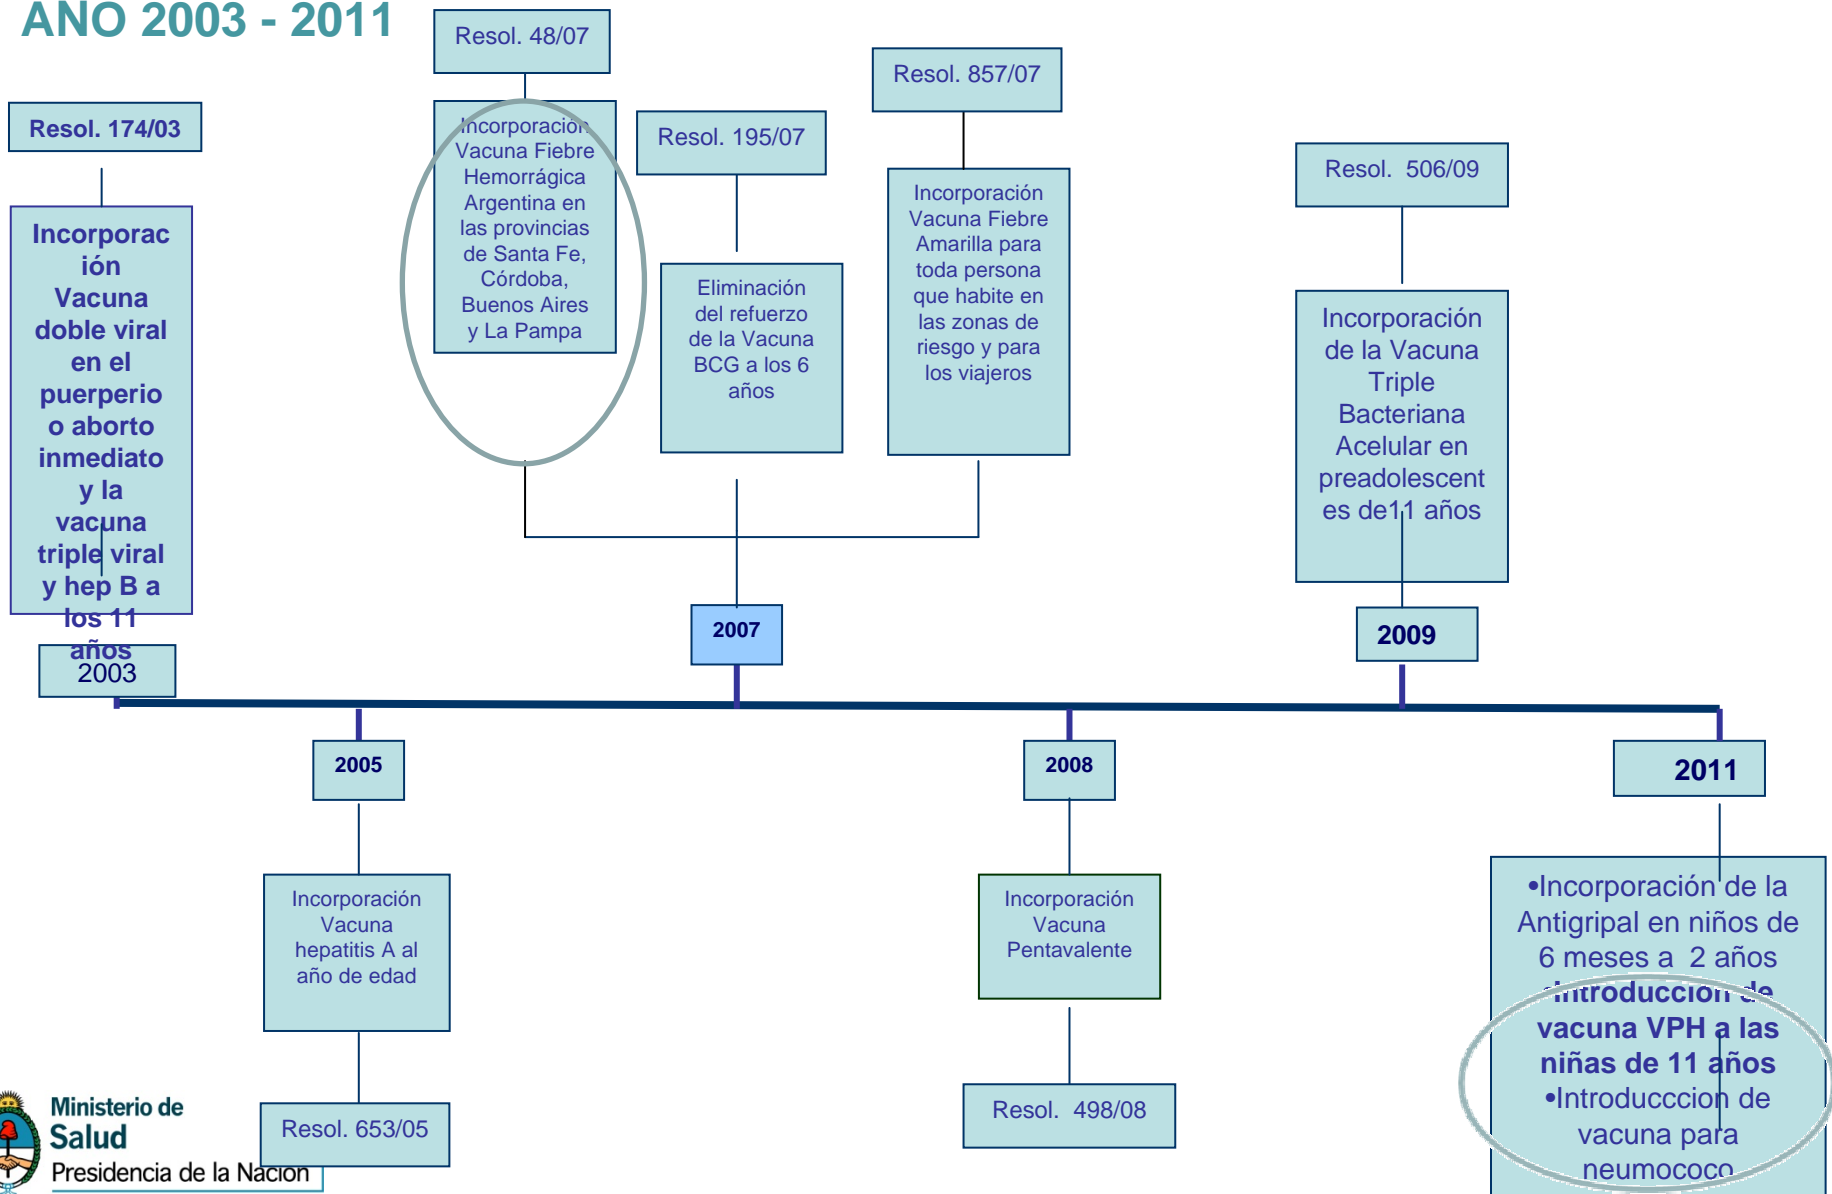 AÑO 2003 - 2011
Resol. 174/03
Incorporac
ión
Vacuna
doble viral
en el
puerperio
o aborto
inmediato
y la
vacuna
triple viral
y hep B a
los 11
años
2003
Resol. 48/07
Incorporación
Vacuna Fiebre
Hemorrágica
Argentina en
las provincias
de Santa Fe,
Córdoba,
Buenos Aires
y La Pampa
Resol. 195/07
Eliminación
del refuerzo
de la Vacuna
BCG a los 6
años
Resol. 857/07
Incorporación
Vacuna Fiebre
Amarilla para
toda persona
que habite en
las zonas de
riesgo y para
los viajeros
2007
Resol.  506/09
Incorporación
de la Vacuna
Triple
Bacteriana
Acelular en
preadolescent
es de11 años
2009
2005
Incorporación
Vacuna
hepatitis A al
año de edad
Resol. 653/05
2008
Incorporación
Vacuna
Pentavalente
Resol.  498/08
2011
•Incorporación de la
Antigripal en niños de
6 meses a  2 años
•Introducción de
vacuna VPH a las
niñas de 11 años
•Introducccion de
vacuna para
neumococo
Ministerio de
Salud
Presidencia de la Nación